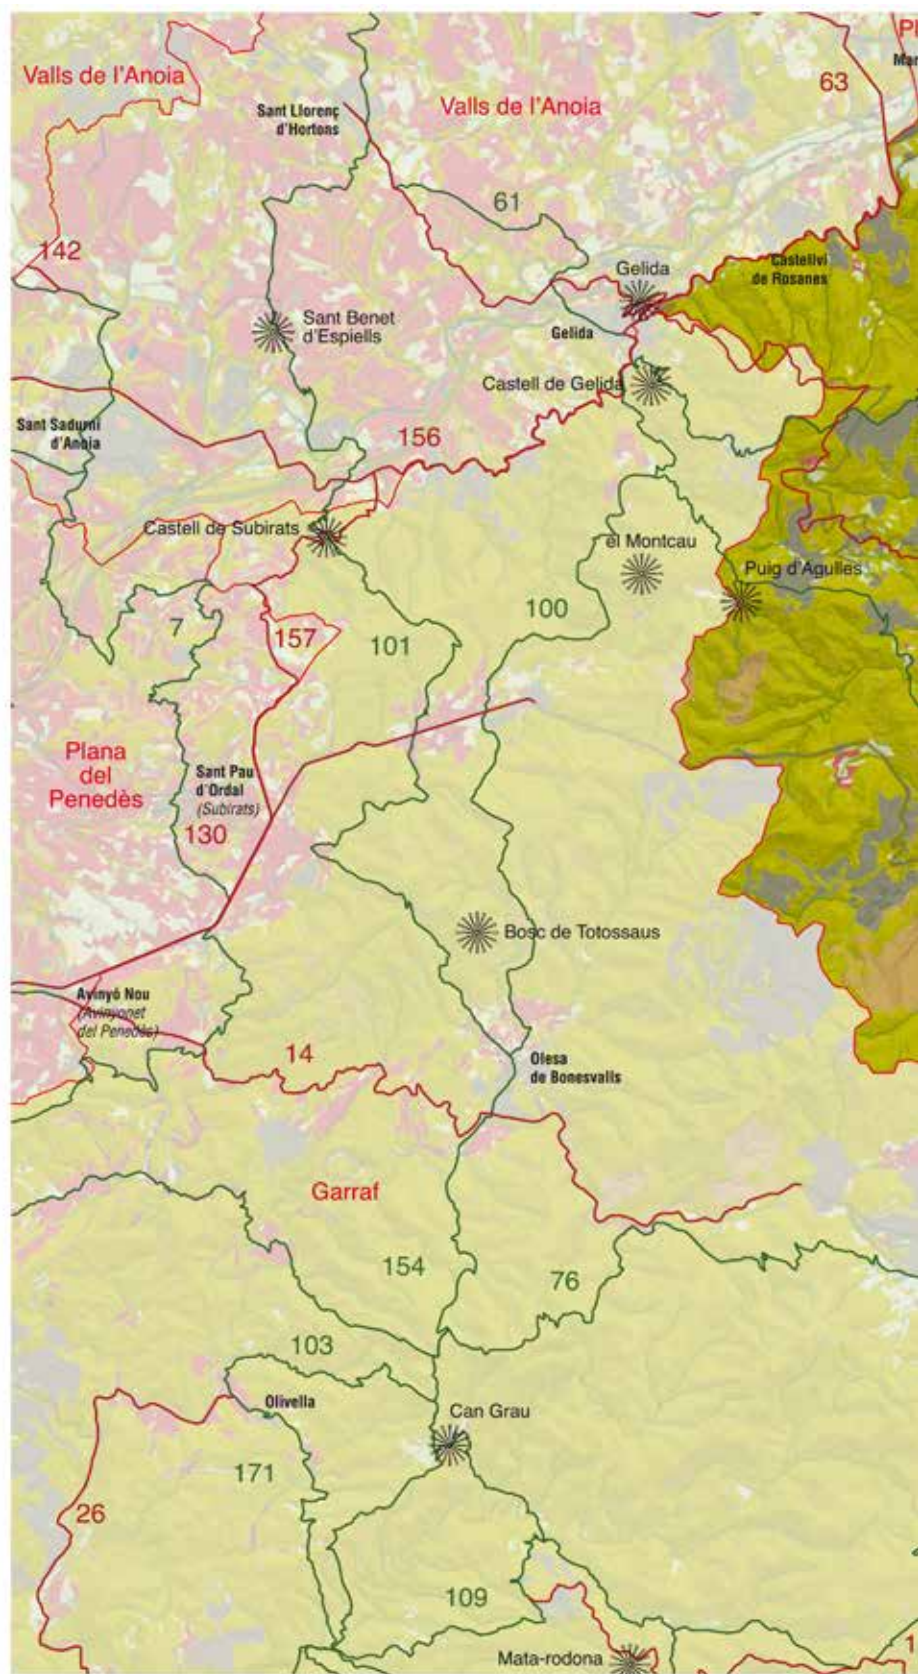 Valls de l'Anoia
Sant Llorenç
d'Hortons
Valls de l'Anoia
63
61
142
Gelida
Castellví
de Rosanes
Sant Benet
d'Espiells
Gelida
Castell de Gelida
Sant Sadurní
d'Anoia
156
Castell de Subirats
el Montcau
Puig d'Agulles
7
157
101
100
Plana
del
Penedès
Sant Pau
d'Ordal
(Subirats)
130
Bosc de Totossaus
Avinyó Nou
(Avinyonet
del Penedès)
14
Olesa
de Bonesvalls
Garraf
154
76
103
Olivella
Can Grau
171
26
109
Mata-rodona